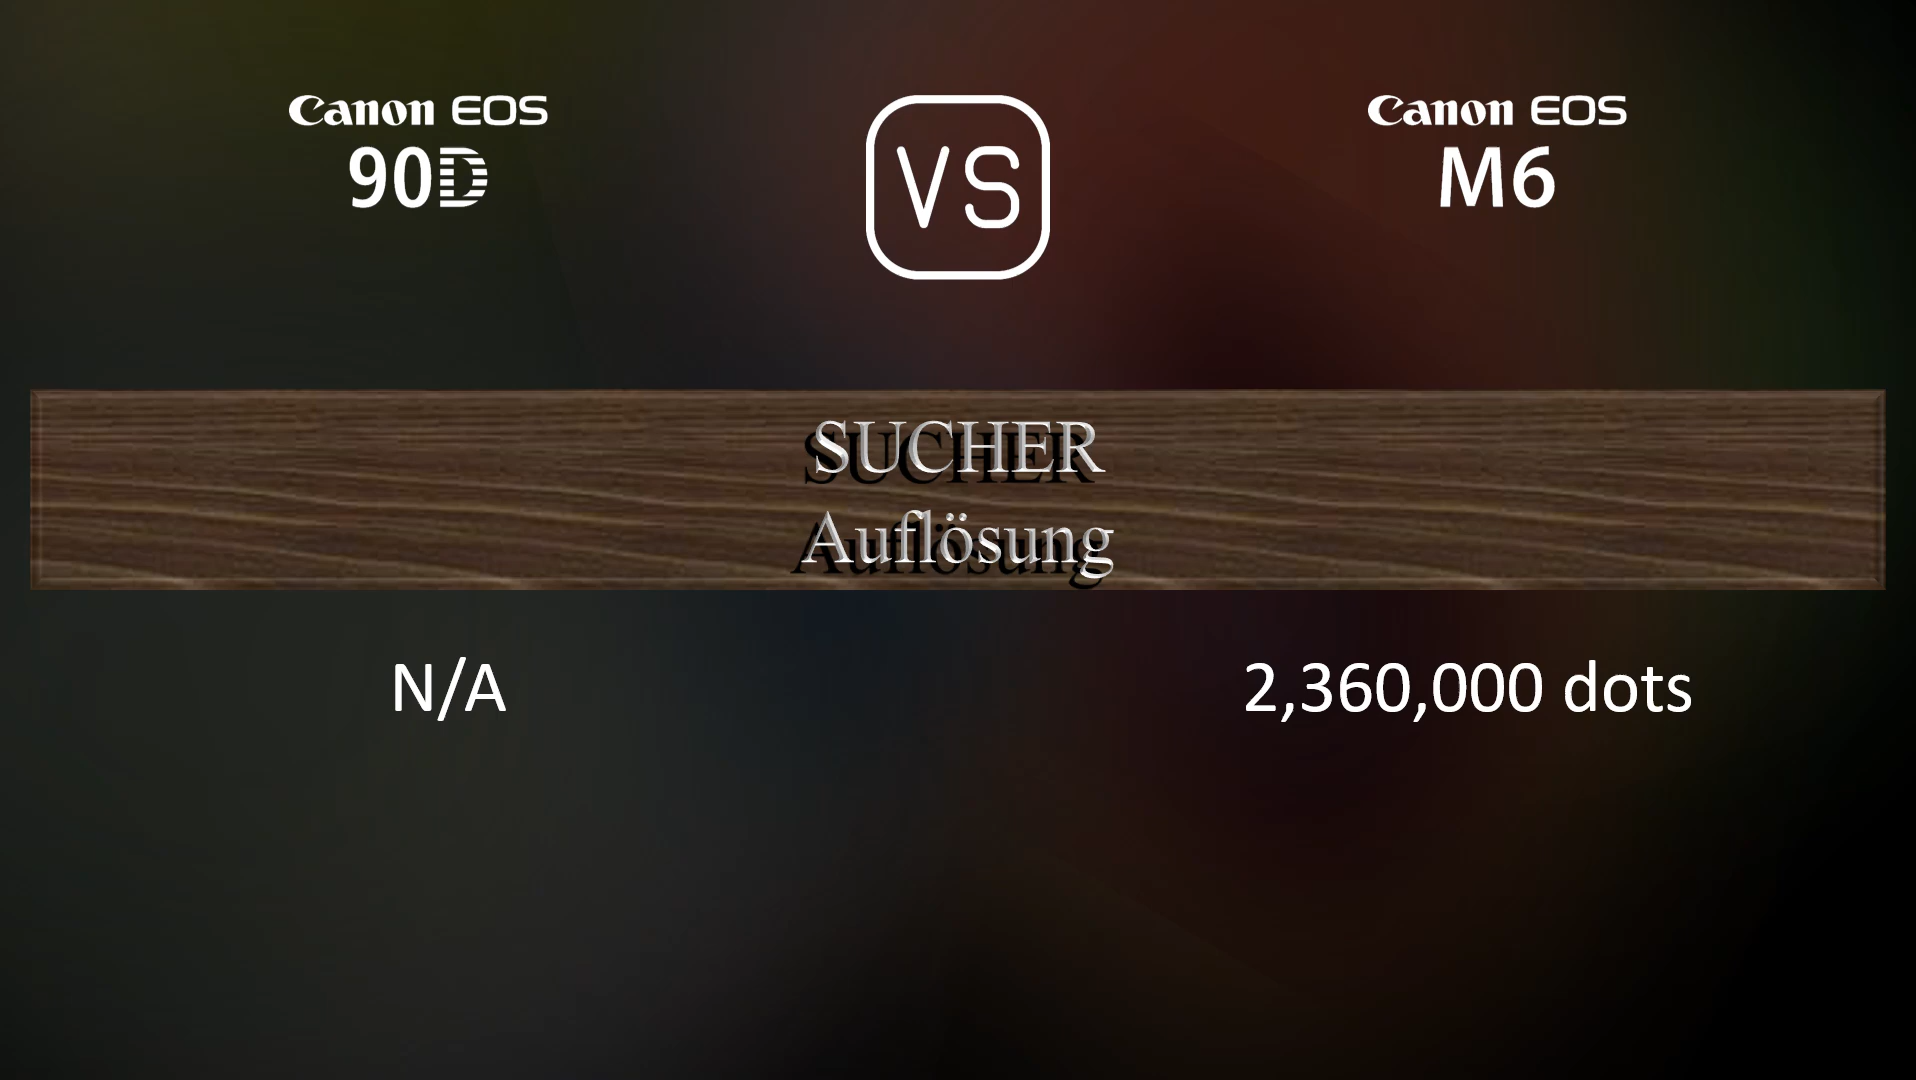 Canon EOS
90D
VS
Canon EOS
M6
SUCHER
Auflösung
N/A
2,360,000 dots